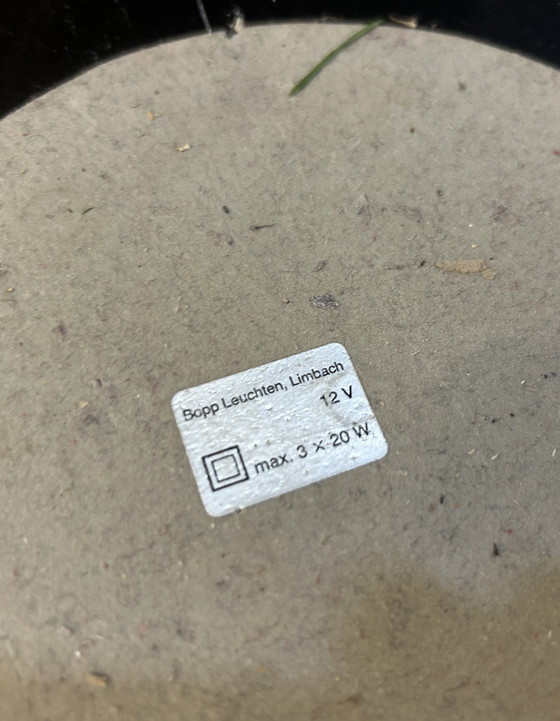 Bopp Leuchten, Limbach
12 V
max. 3 × 20 W